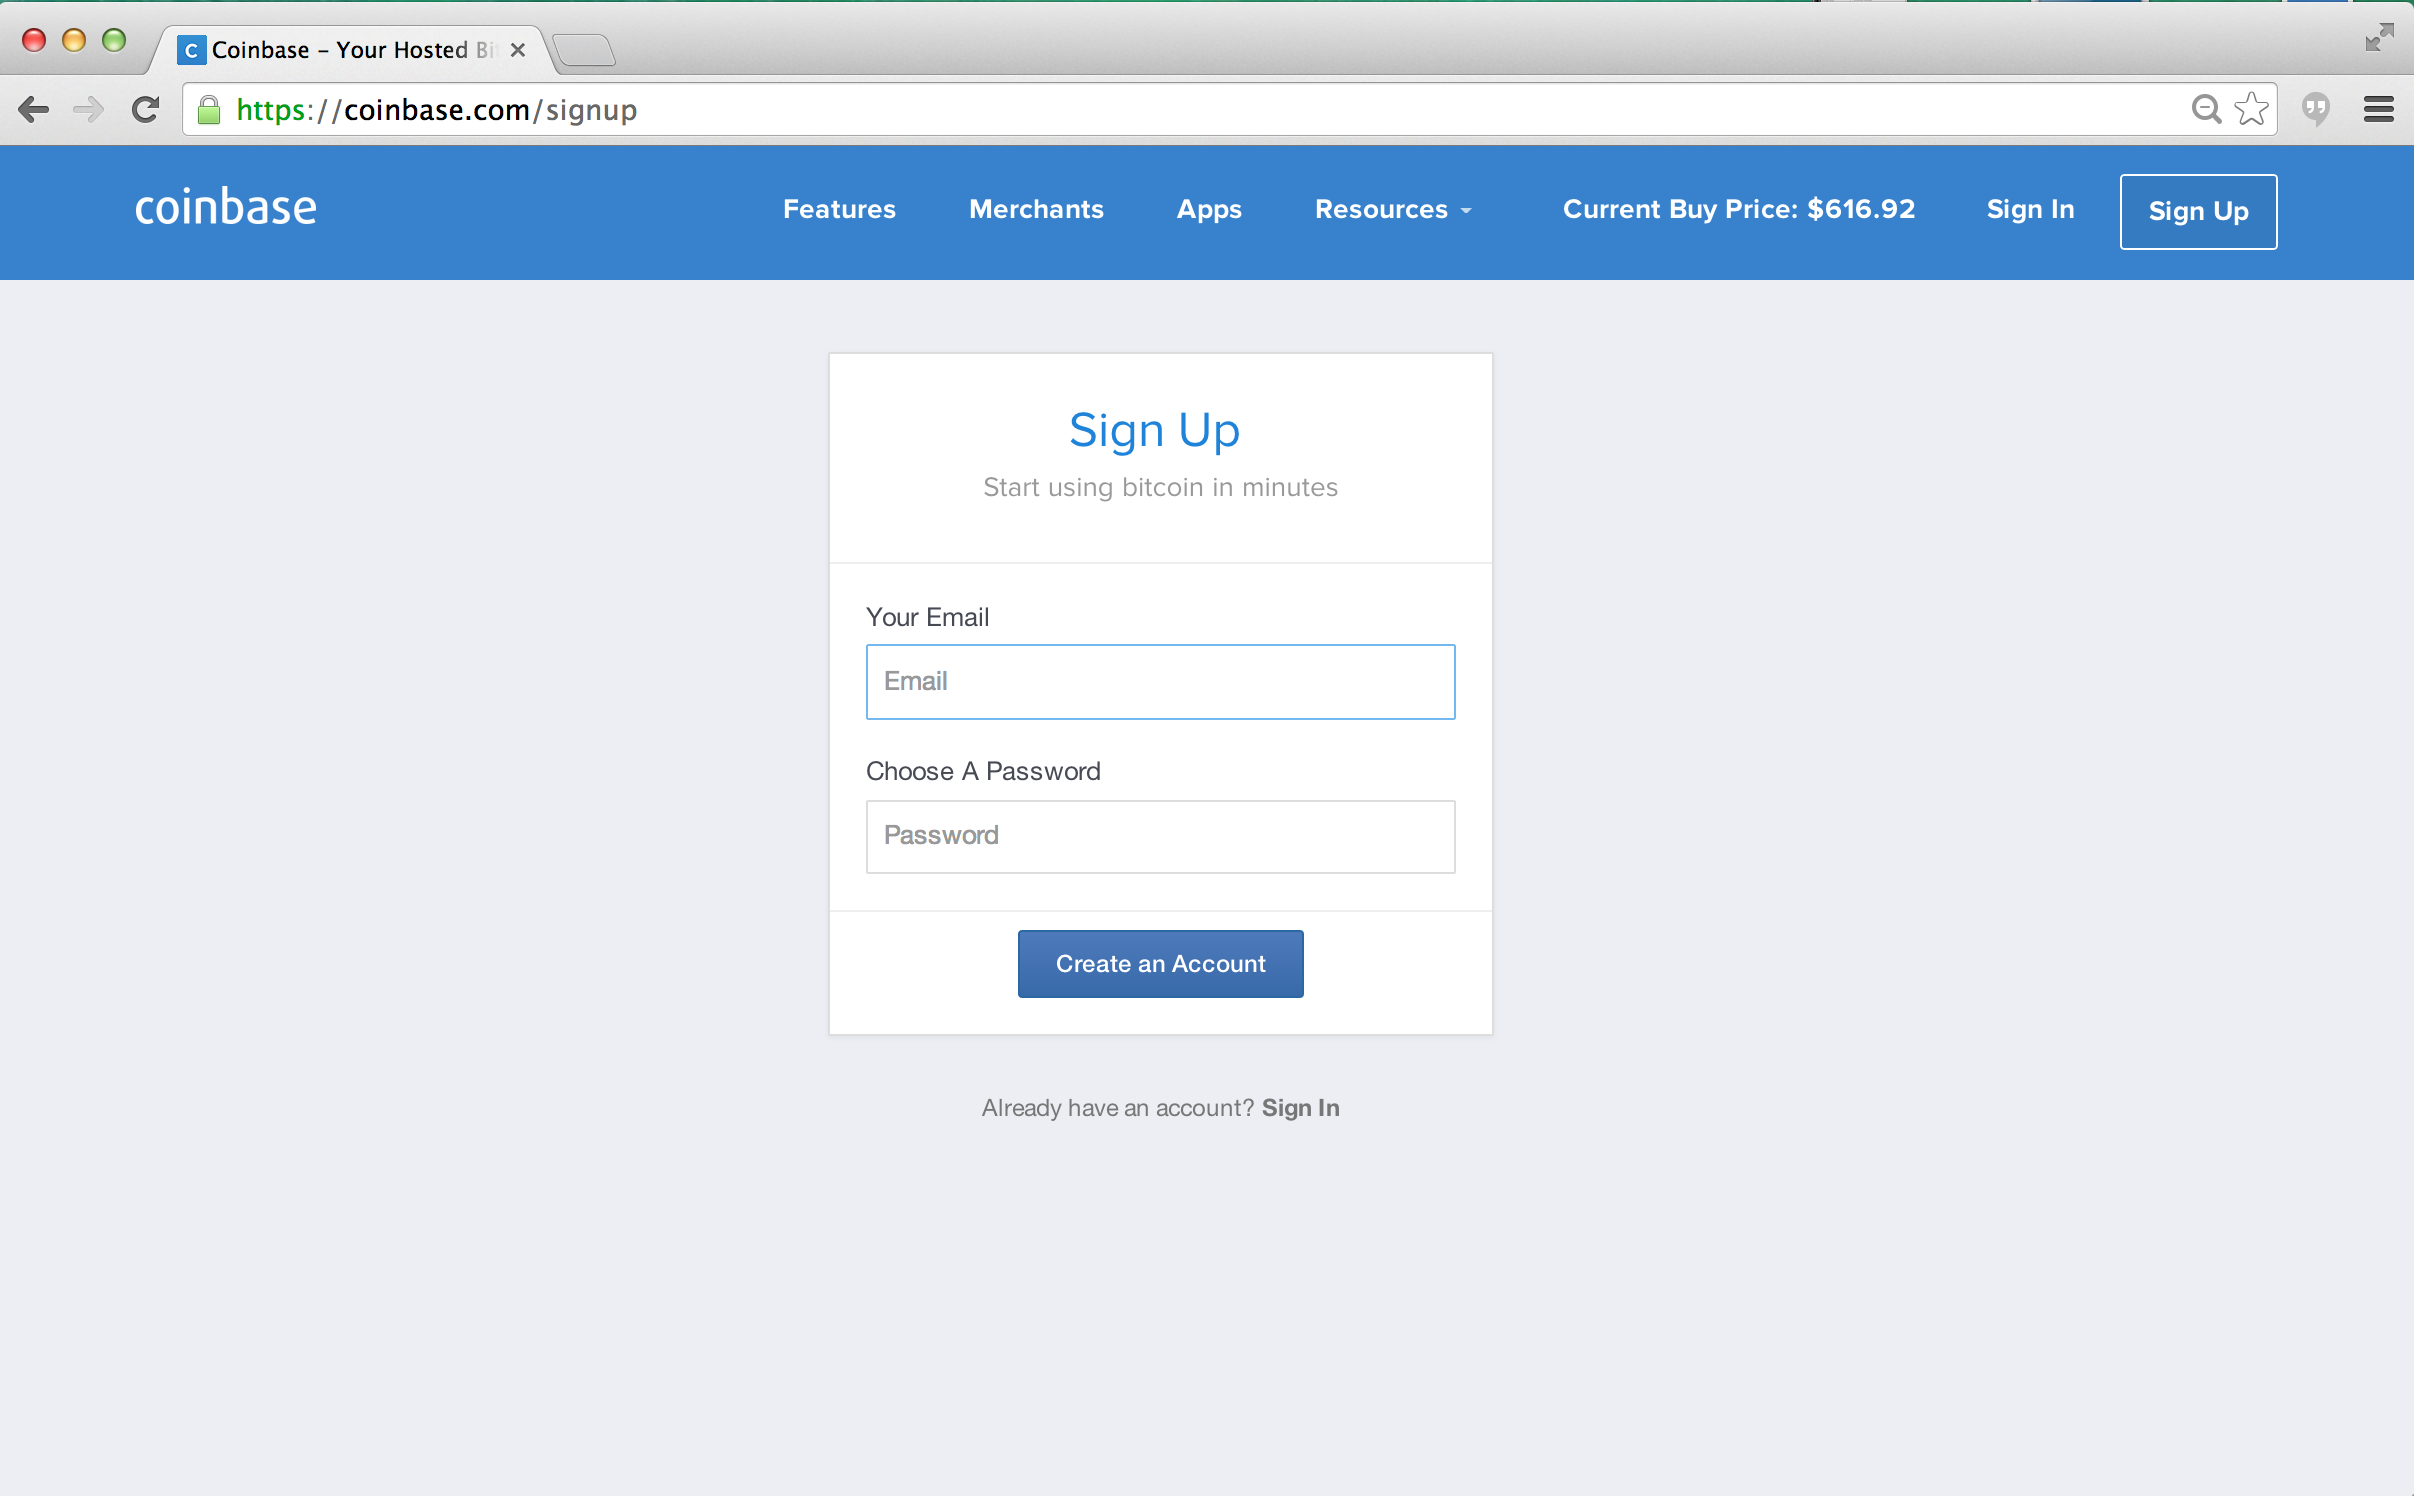 Coinbase – Your Hosted Bi
https://coinbase.com/signup
coinbase
Features
Merchants
Apps
Resources
Current Buy Price: $616.92
Sign In
Sign Up
Sign Up
Start using bitcoin in minutes
Your Email
Email
Choose A Password
Password
Create an Account
Already have an account? Sign In